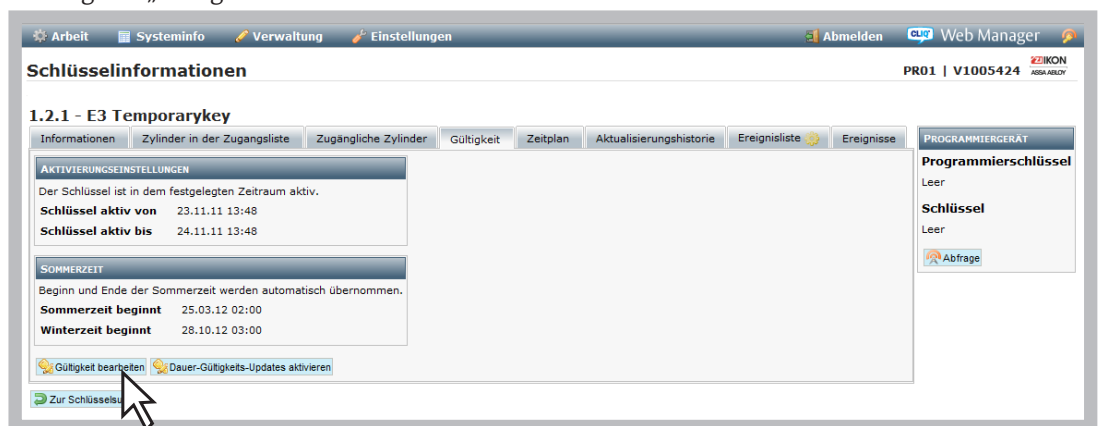 Arbeit Systeminfo Verwaltung Einstellungen Abmelden CLIQ Web Manager
Schlüsselinformationen PR01 | V1005424 IKON
ASSA ABLOY
1.2.1 - E3 Temporarykey
Informationen Zylinder in der Zugangsliste Zugängliche Zylinder Gültigkeit Zeitplan Aktualisierungshistorie Ereignisliste Ereignisse
AKTIVIERUNGSEINSTELLUNGEN
Der Schlüssel ist in dem festgelegten Zeitraum aktiv.
Schlüssel aktiv von 23.11.11 13:48
Schlüssel aktiv bis 24.11.11 13:48
SOMMERZEIT
Beginn und Ende der Sommerzeit werden automatisch übernommen.
Sommerzeit beginnt 25.03.12 02:00
Winterzeit beginnt 28.10.12 03:00
Gültigkeit bearbeiten Dauer-Gültigkeits-Updates aktivieren
Zur
PROGRAMMIERGERÄT
Programmierschlüssel
Leer
Schlüssel
Leer
Abfrage